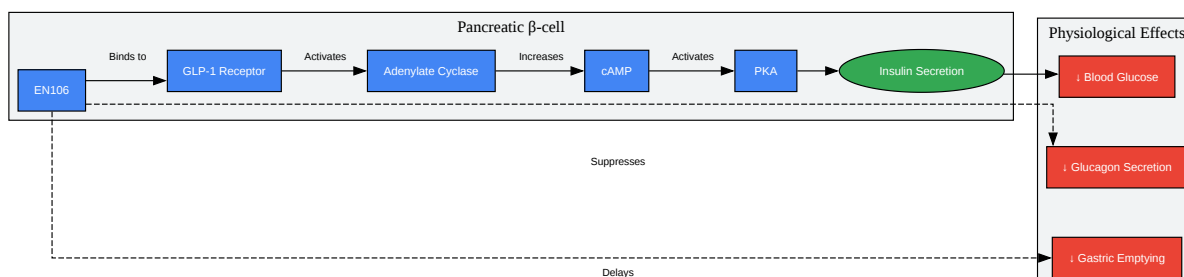 Pancreatic β-cell
Physiological Effects
Binds to
Activates
Increases
Activates
EN106
GLP-1 Receptor
Adenylate Cyclase
cAMP
PKA
Insulin Secretion
↓ Blood Glucose
Suppresses
↓ Glucagon Secretion
Delays
↓ Gastric Emptying